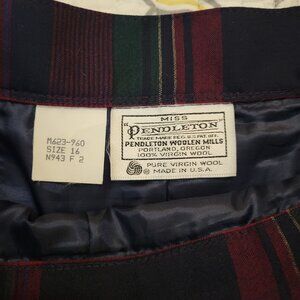 M623-960
SIZE 16
N943 F 2
MISS
"PENDLETON"
TRADE MARK REG. U.S. PAT. OFF.
PENDLETON WOOLEN MILLS
PORTLAND, OREGON
100% VIRGIN WOOL
PURE VIRGIN WOOL
MADE IN U.S.A.